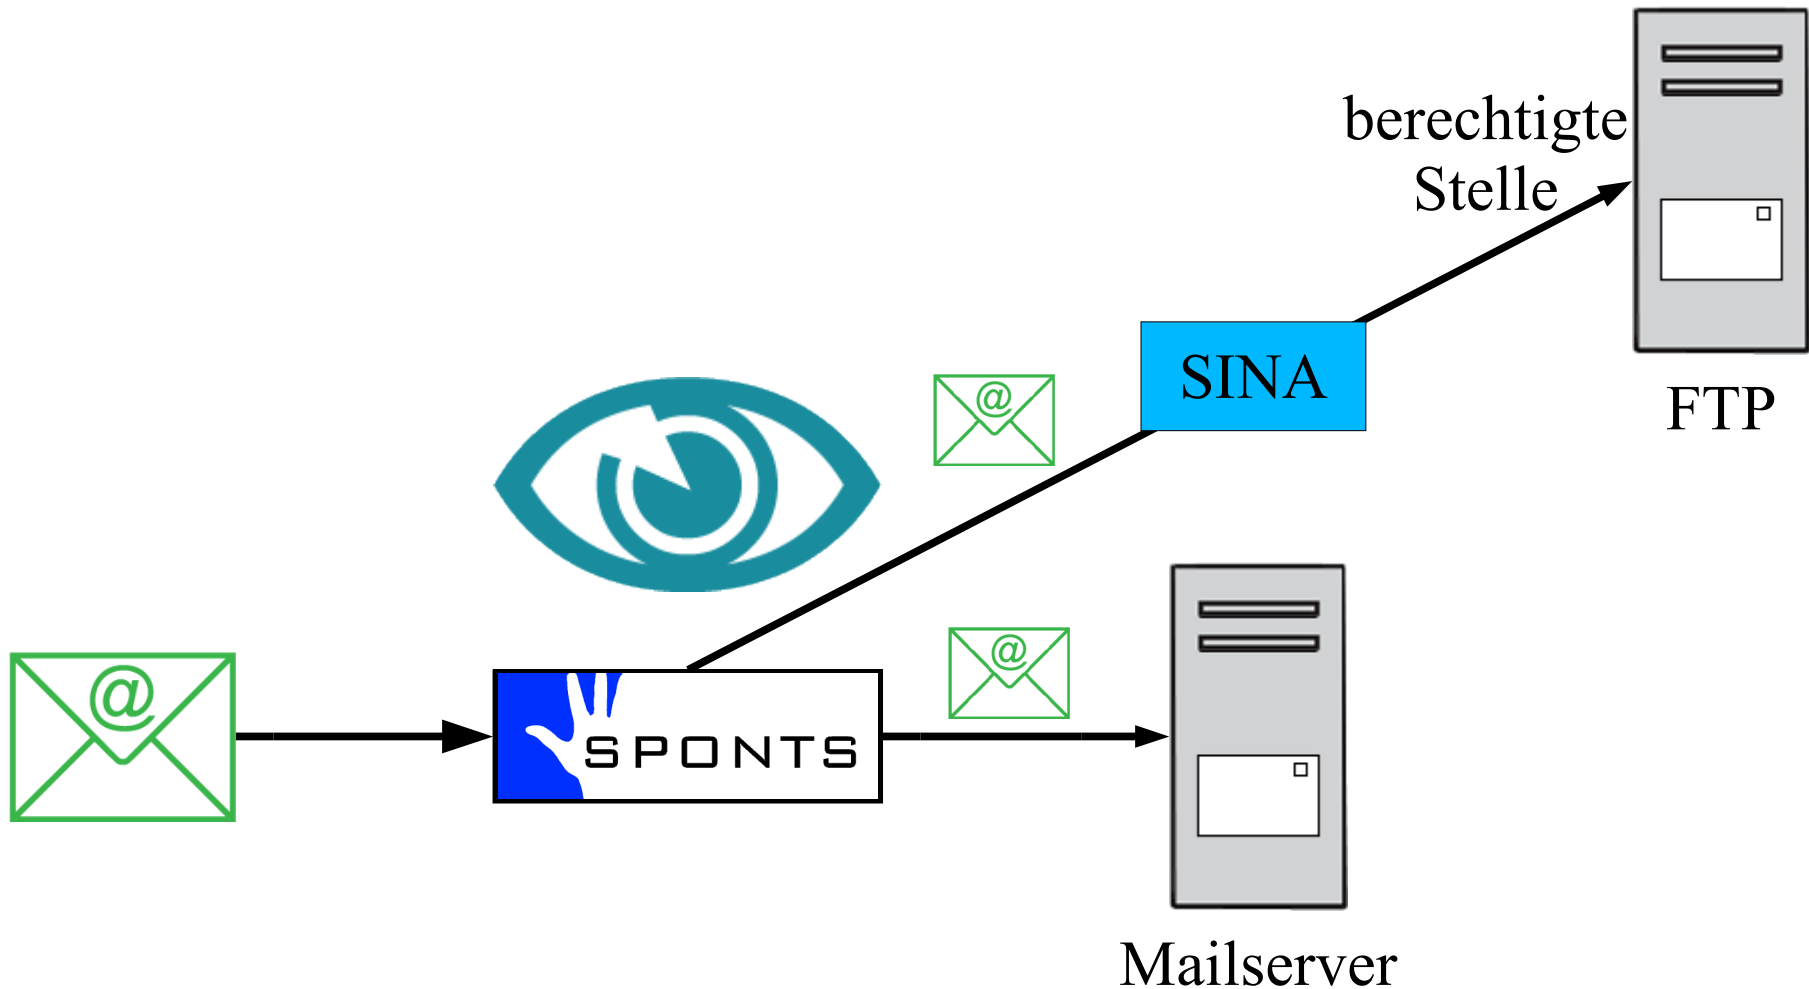 berechtigte
Stelle
SINA
FTP
@
@
@
SPONTS
Mailserver